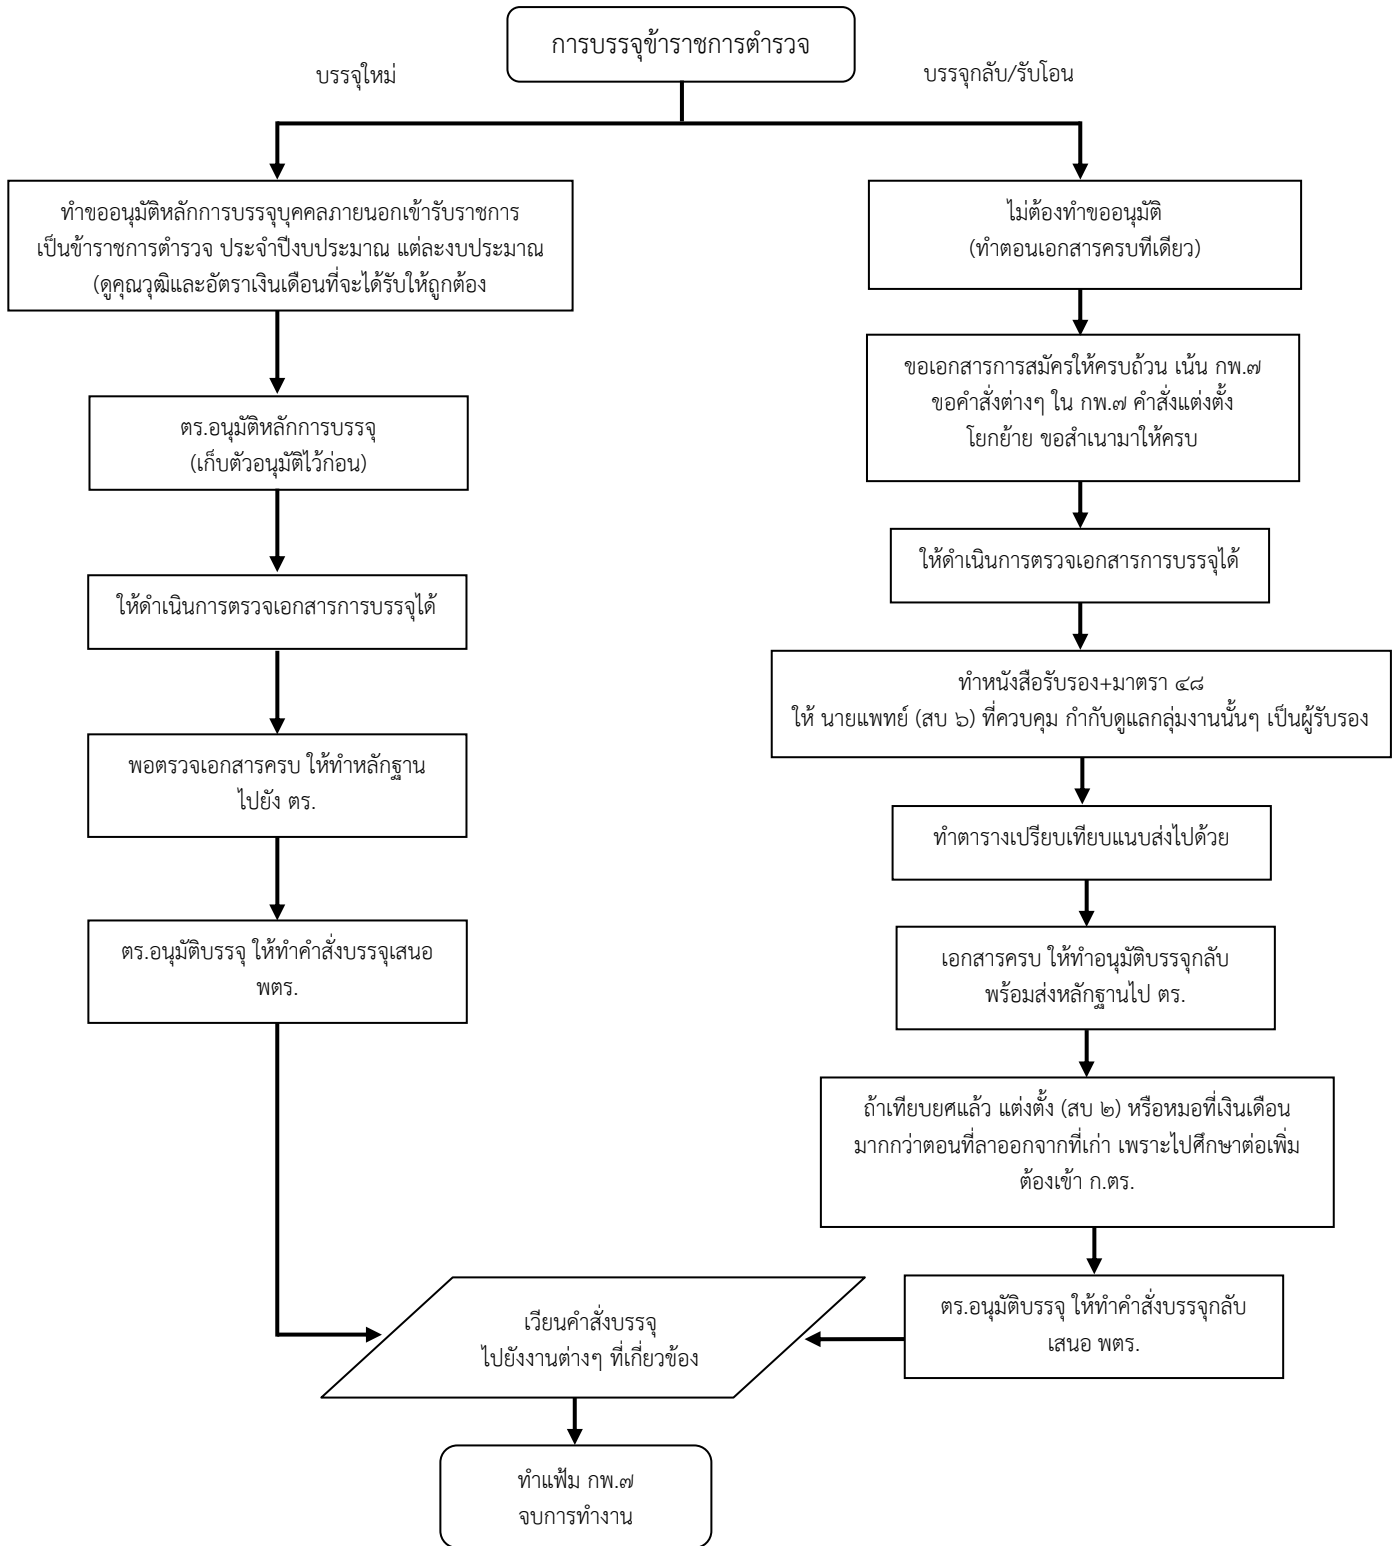 การบรรจุข้าราชการตำรวจ
บรรจุใหม่
บรรจุกลับ/รับโอน
ทำขออนุมัติหลักการบรรจุบุคคลภายนอกเข้ารับราชการ
เป็นข้าราชการตำรวจ ประจำปีงบประมาณ แต่ละงบประมาณ
(ดูคุณวุฒิและอัตราเงินเดือนที่จะได้รับให้ถูกต้อง
ตร.อนุมัติหลักการบรรจุ
(เก็บตัวอนุมัติไว้ก่อน)
ให้ดำเนินการตรวจเอกสารการบรรจุได้
พอตรวจเอกสารครบ ให้ทำหลักฐาน
ไปยัง ตร.
ตร.อนุมัติบรรจุ ให้ทำคำสั่งบรรจุเสนอ
พตร.
ไม่ต้องทำขออนุมัติ
(ทำตอนเอกสารครบทีเดียว)
ขอเอกสารการสมัครให้ครบถ้วน เน้น กพ.๗
ขอคำสั่งต่างๆ ใน กพ.๗ คำสั่งแต่งตั้ง
โยกย้าย ขอสำเนามาให้ครบ
ให้ดำเนินการตรวจเอกสารการบรรจุได้
ทำหนังสือรับรอง+มาตรา ๔๘
ให้ นายแพทย์ (สบ ๖) ที่ควบคุม กำกับดูแลกลุ่มงานนั้นๆ เป็นผู้รับรอง
ทำตารางเปรียบเทียบแนบส่งไปด้วย
เอกสารครบ ให้ทำอนุมัติบรรจุกลับ
พร้อมส่งหลักฐานไป ตร.
ถ้าเทียบยศแล้ว แต่งตั้ง (สบ ๒) หรือหมอที่เงินเดือน
มากกว่าตอนที่ลาออกจากที่เก่า เพราะไปศึกษาต่อเพิ่ม
ต้องเข้า ก.ตร.
ตร.อนุมัติบรรจุ ให้ทำคำสั่งบรรจุกลับ
เสนอ พตร.
เวียนคำสั่งบรรจุ
ไปยังงานต่างๆ ที่เกี่ยวข้อง
ทำแฟ้ม กพ.๗
จบการทำงาน